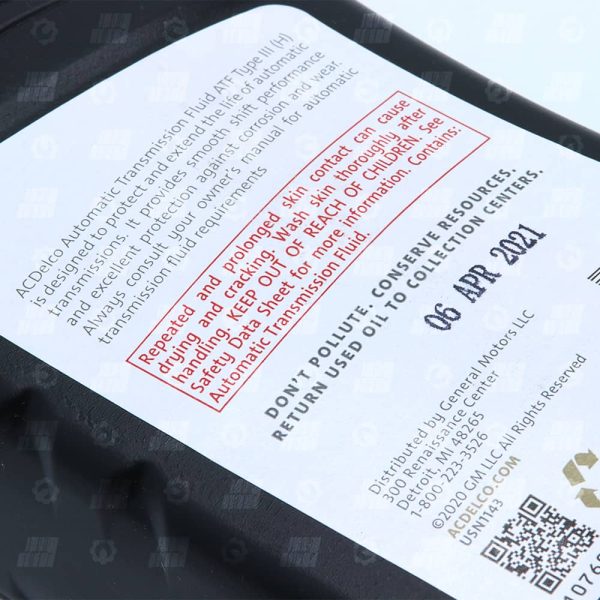 ACDelco Automatic Transmission Fluid ATF Type III (H)
is designed to protect and extend the life of automatic
transmissions. It provides smooth shift performance
and excellent protection against corrosion and wear.
Always consult your owner's manual for automatic
transmission fluid requirements
Repeated and prolonged skin contact can cause
drying and cracking. Wash skin thoroughly after
handling. KEEP OUT OF REACH OF CHILDREN. See
Safety Data Sheet for more information. Contains:
Automatic Transmission Fluid.
DON'T POLLUTE. CONSERVE RESOURCES.
RETURN USED OIL TO COLLECTION CENTERS.
06 APR 2021
Distributed by General Motors LLC
300 Renaissance Center
Detroit, MI 48265
1-800-223-3526
©2020 GM LLC All Rights Reserved
ACDELCO.COM
USN1143